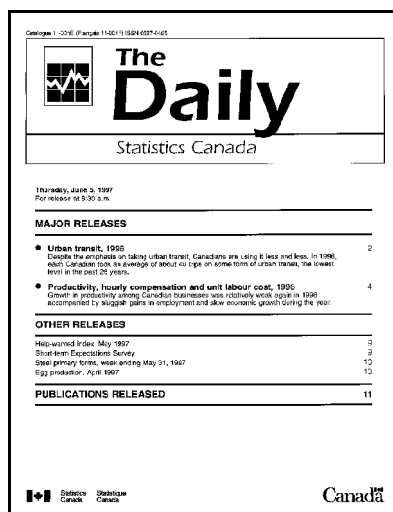 Catalogue 11-001E (Français 11-001F) ISSN 0827-0465
The
Daily
Statistics Canada
Thursday, June 5, 1997
For release at 8:30 a.m.
MAJOR RELEASES
● Urban transit, 1996 2
Despite the emphasis on taking urban transit, Canadians are using it less and less. In 1996,
each Canadian took an average of about 48 trips on some form of urban transit, the lowest
level in the past 25 years.
● Productivity, hourly compensation and unit labour cost, 1996 4
Growth in productivity among Canadian businesses was relatively weak again in 1996
accompanied by sluggish gains in employment and slow economic growth during the year.
OTHER RELEASES
Help-wanted Index, May 1997 9
Short-term Expectations Survey 9
Steel primary forms, week ending May 31, 1997 10
Egg production, April 1997 10
PUBLICATIONS RELEASED 11
Statistics Statistique
Canada Canada
Canada